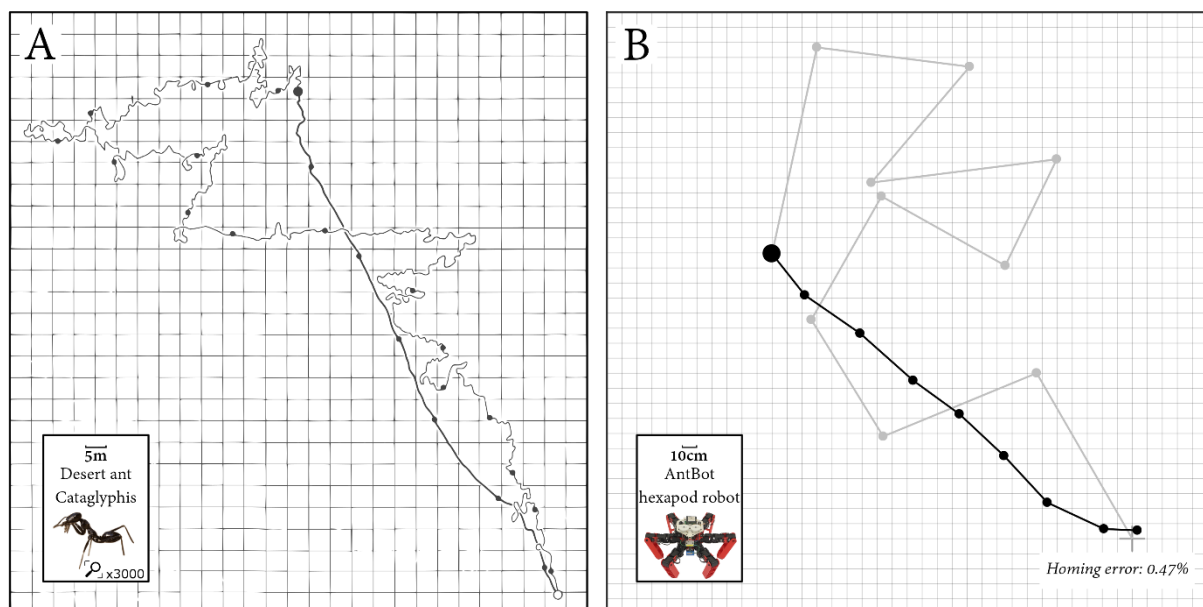 A
5m
Desert ant
Cataglyphis
x3000
B
10cm
AntBot
hexapod robot
Homing error: 0.47%